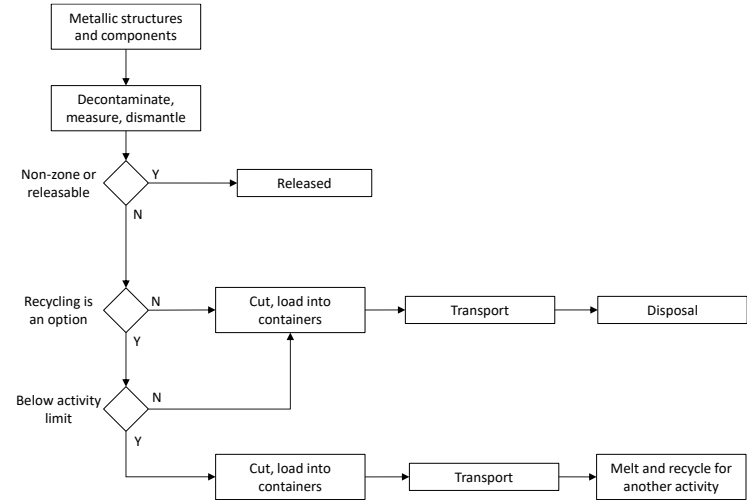 Metallic structures
and components
Decontaminate,
measure, dismantle
Non-zone or
releasable
Y
Released
N
Recycling is
an option
N
Cut, load into
containers
Transport
Disposal
Y
Below activity
limit
N
Y
Cut, load into
containers
Transport
Melt and recycle for
another activity